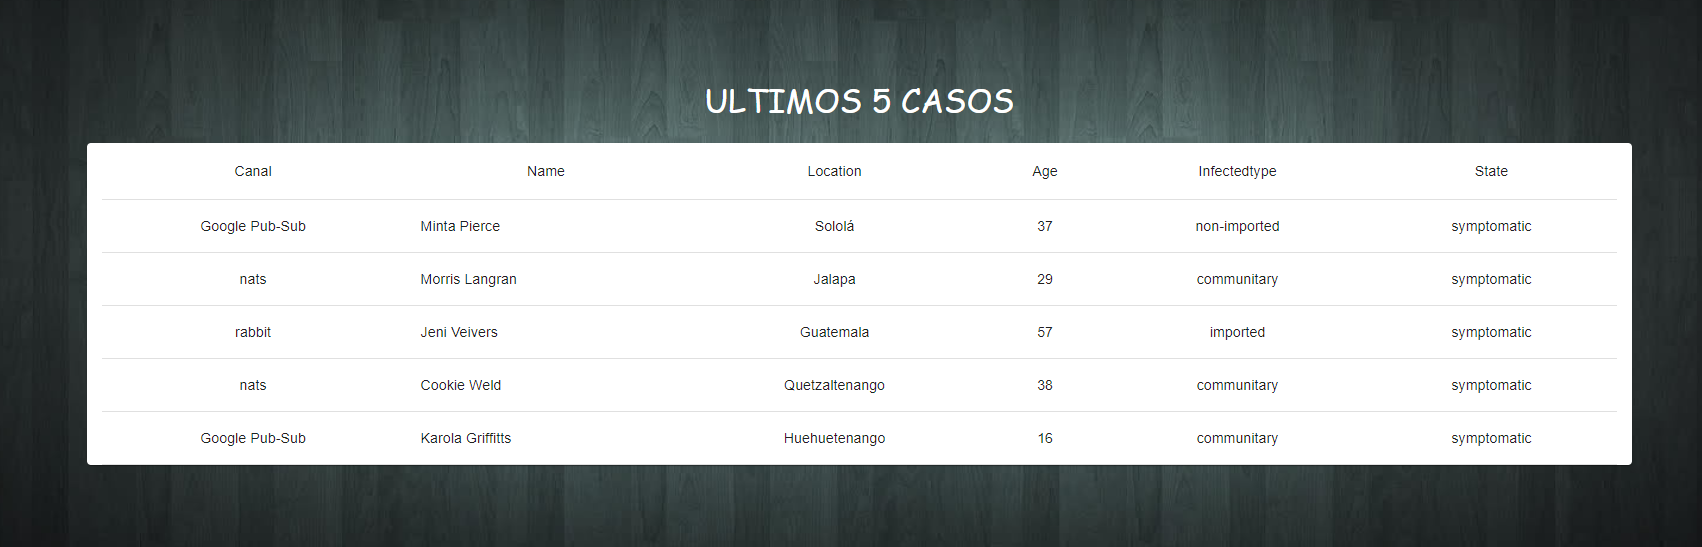 ULTIMOS 5 CASOS
Canal Name Location Age Infectedtype State
Google Pub-Sub Minta Pierce Sololá 37 non-imported symptomatic
nats Morris Langran Jalapa 29 communitary symptomatic
rabbit Jeni Veivers Guatemala 57 imported symptomatic
nats Cookie Weld Quetzaltenango 38 communitary symptomatic
Google Pub-Sub Karola Griffitts Huehuetenango 16 communitary symptomatic